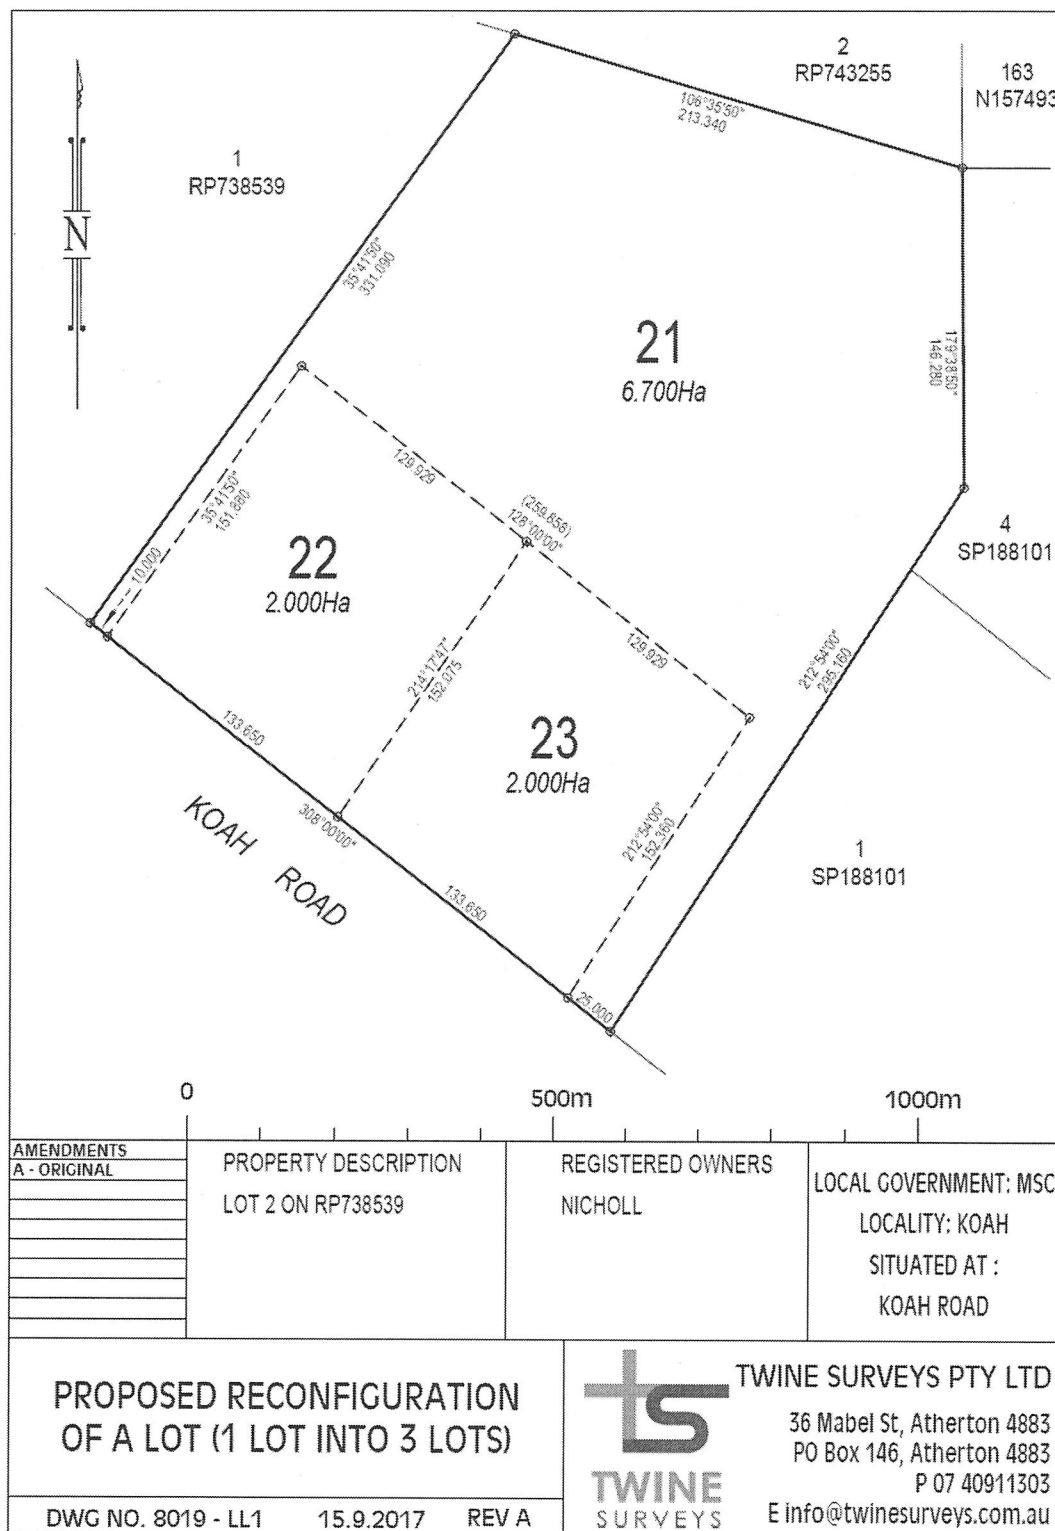 2
RP743255
163
N157493
106°35'50"
213.340
1
RP738539
N
35°41'50"
331.090
21
6.700Ha
179°38'50"
146.280
129.929
(259.858)
128°00'00"
35°41'50"
151.860
10.000
22
2.000Ha
4
SP188101
214°17'47"
152.075
129.929
212°54'00"
295.160
133.650
23
2.000Ha
308°00'00"
KOAH ROAD
212°54'00"
152.360
1
SP188101
133.650
25.000
0
500m
1000m
AMENDMENTS
A - ORIGINAL
PROPERTY DESCRIPTION
LOT 2 ON RP738539
REGISTERED OWNERS
NICHOLL
LOCAL GOVERNMENT: MSC
LOCALITY: KOAH
SITUATED AT :
KOAH ROAD
PROPOSED RECONFIGURATION
OF A LOT (1 LOT INTO 3 LOTS)
DWG NO. 8019 - LL1 15.9.2017 REV A
ts
TWINE
SURVEYS
TWINE SURVEYS PTY LTD
36 Mabel St, Atherton 4883
PO Box 146, Atherton 4883
P 07 40911303
E info@twinesurveys.com.au